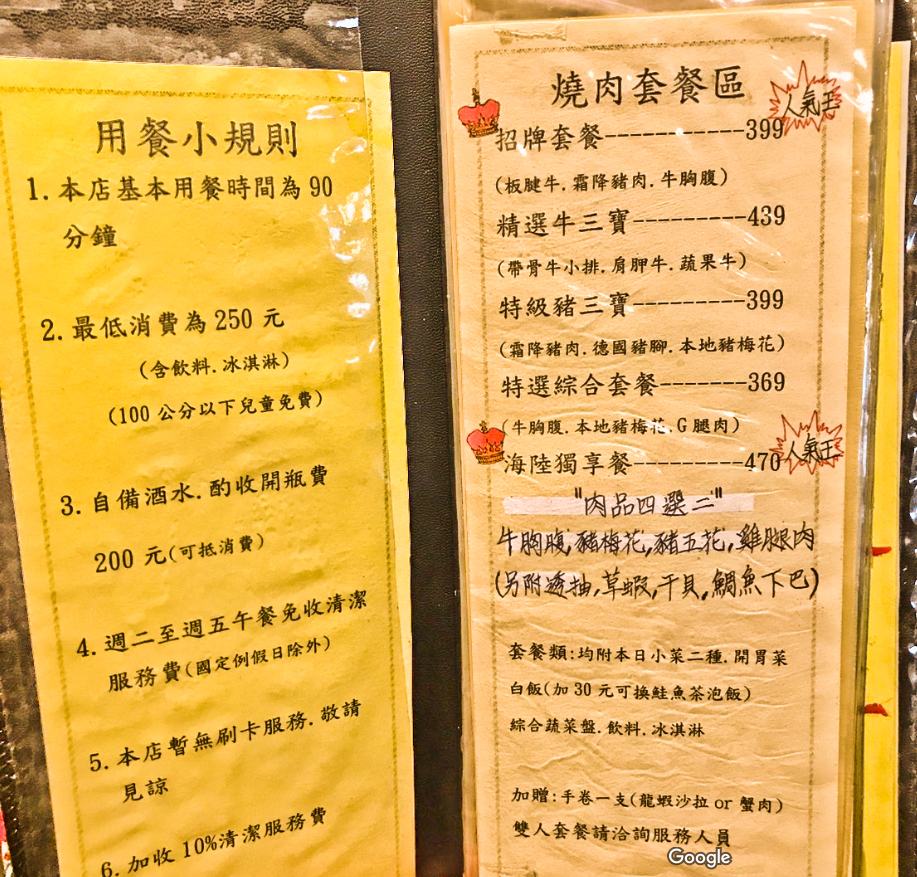 用餐小規則
1. 本店基本用餐時間為 90
分鐘
2. 最低消費為 250 元
(含飲料.冰淇淋)
(100 公分以下兒童免費)
3. 自備酒水.酌收開瓶費
200 元(可抵消費)
4. 週二至週五午餐免收清潔
服務費(國定例假日除外)
5. 本店暫無刷卡服務.敬請
見諒
6. 加收 10%清潔服務費
燒肉套餐區
人氣王
招牌套餐------------399
(板腱牛.霜降豬肉.牛胸腹)
精選牛三寶----------439
(帶骨牛小排.肩胛牛.蔬果牛)
特級豬三寶----------399
(霜降豬肉.德國豬腳.本地豬梅花)
特選綜合套餐--------369
(牛胸腹.本地豬梅花.G 腿肉)
海陸獨享餐----------470
人氣王
"肉品四選二"
牛胸腹,豬梅花,豬五花,雞腿肉
(另附透抽,草蝦,干貝,鯛魚下巴)
套餐類:均附本日小菜二種.開胃菜
白飯(加 30 元可換鮭魚茶泡飯)
綜合蔬菜盤.飲料.冰淇淋
加贈:手卷一支(龍蝦沙拉 or 蟹肉)
雙人套餐請洽詢服務人員
Google